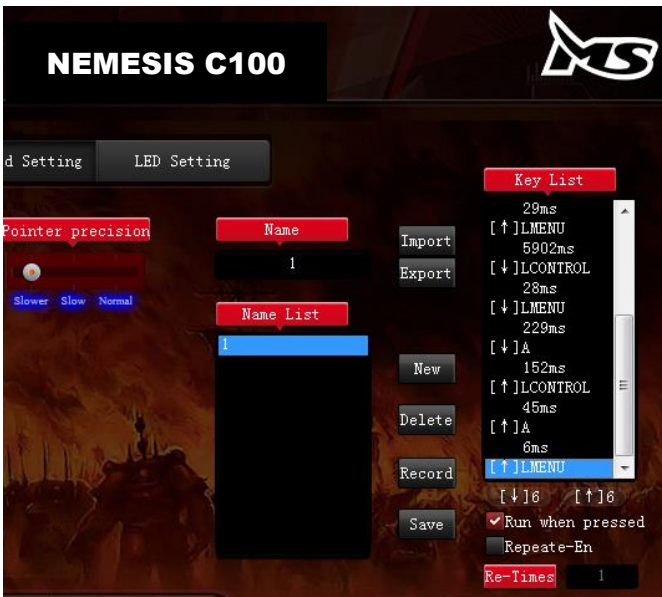 NEMESIS C100
MS
d Setting
LED Setting
Pointer precision
Slower Slow Normal
Name
1
Name List
1
Import
Export
New
Delete
Record
Save
Key List
29ms
[↑]LMENU
5902ms
[↓]LCONTROL
28ms
[↓]LMENU
229ms
[↓]A
152ms
[↑]LCONTROL
45ms
[↑]A
6ms
[↑]LMENU
[↓]6 [↑]6
Run when pressed
Repeate-En
Re-Times 1